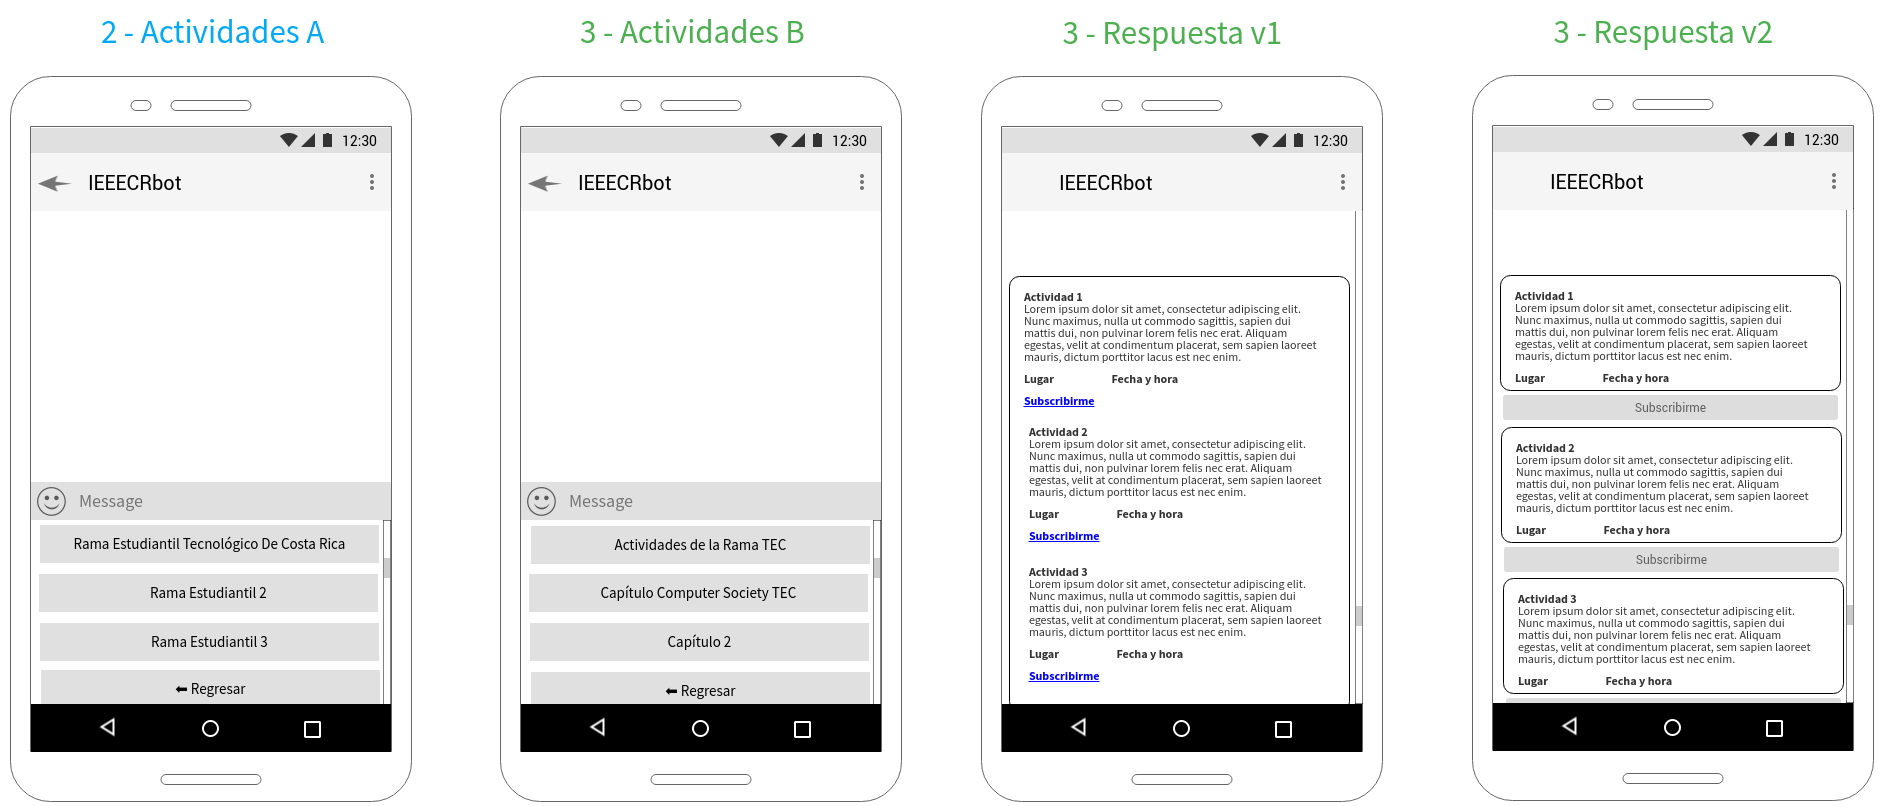 2 - Actividades A
12:30
IEEECRbot
Message
Rama Estudiantil Tecnológico De Costa Rica
Rama Estudiantil 2
Rama Estudiantil 3
⬅ Regresar
3 - Actividades B
12:30
IEEECRbot
Message
Actividades de la Rama TEC
Capítulo Computer Society TEC
Capítulo 2
⬅ Regresar
3 - Respuesta v1
12:30
IEEECRbot
Actividad 1
Lorem ipsum dolor sit amet, consectetur adipiscing elit.
Nunc maximus, nulla ut commodo sagittis, sapien dui
mattis dui, non pulvinar lorem felis nec erat. Aliquam
egestas, velit at condimentum placerat, sem sapien laoreet
mauris, dictum porttitor lacus est nec enim.
Lugar Fecha y hora
Subscribirme
Actividad 2
Lorem ipsum dolor sit amet, consectetur adipiscing elit.
Nunc maximus, nulla ut commodo sagittis, sapien dui
mattis dui, non pulvinar lorem felis nec erat. Aliquam
egestas, velit at condimentum placerat, sem sapien laoreet
mauris, dictum porttitor lacus est nec enim.
Lugar Fecha y hora
Subscribirme
Actividad 3
Lorem ipsum dolor sit amet, consectetur adipiscing elit.
Nunc maximus, nulla ut commodo sagittis, sapien dui
mattis dui, non pulvinar lorem felis nec erat. Aliquam
egestas, velit at condimentum placerat, sem sapien laoreet
mauris, dictum porttitor lacus est nec enim.
Lugar Fecha y hora
Subscribirme
3 - Respuesta v2
12:30
IEEECRbot
Actividad 1
Lorem ipsum dolor sit amet, consectetur adipiscing elit.
Nunc maximus, nulla ut commodo sagittis, sapien dui
mattis dui, non pulvinar lorem felis nec erat. Aliquam
egestas, velit at condimentum placerat, sem sapien laoreet
mauris, dictum porttitor lacus est nec enim.
Lugar Fecha y hora
Subscribirme
Actividad 2
Lorem ipsum dolor sit amet, consectetur adipiscing elit.
Nunc maximus, nulla ut commodo sagittis, sapien dui
mattis dui, non pulvinar lorem felis nec erat. Aliquam
egestas, velit at condimentum placerat, sem sapien laoreet
mauris, dictum porttitor lacus est nec enim.
Lugar Fecha y hora
Subscribirme
Actividad 3
Lorem ipsum dolor sit amet, consectetur adipiscing elit.
Nunc maximus, nulla ut commodo sagittis, sapien dui
mattis dui, non pulvinar lorem felis nec erat. Aliquam
egestas, velit at condimentum placerat, sem sapien laoreet
mauris, dictum porttitor lacus est nec enim.
Lugar Fecha y hora